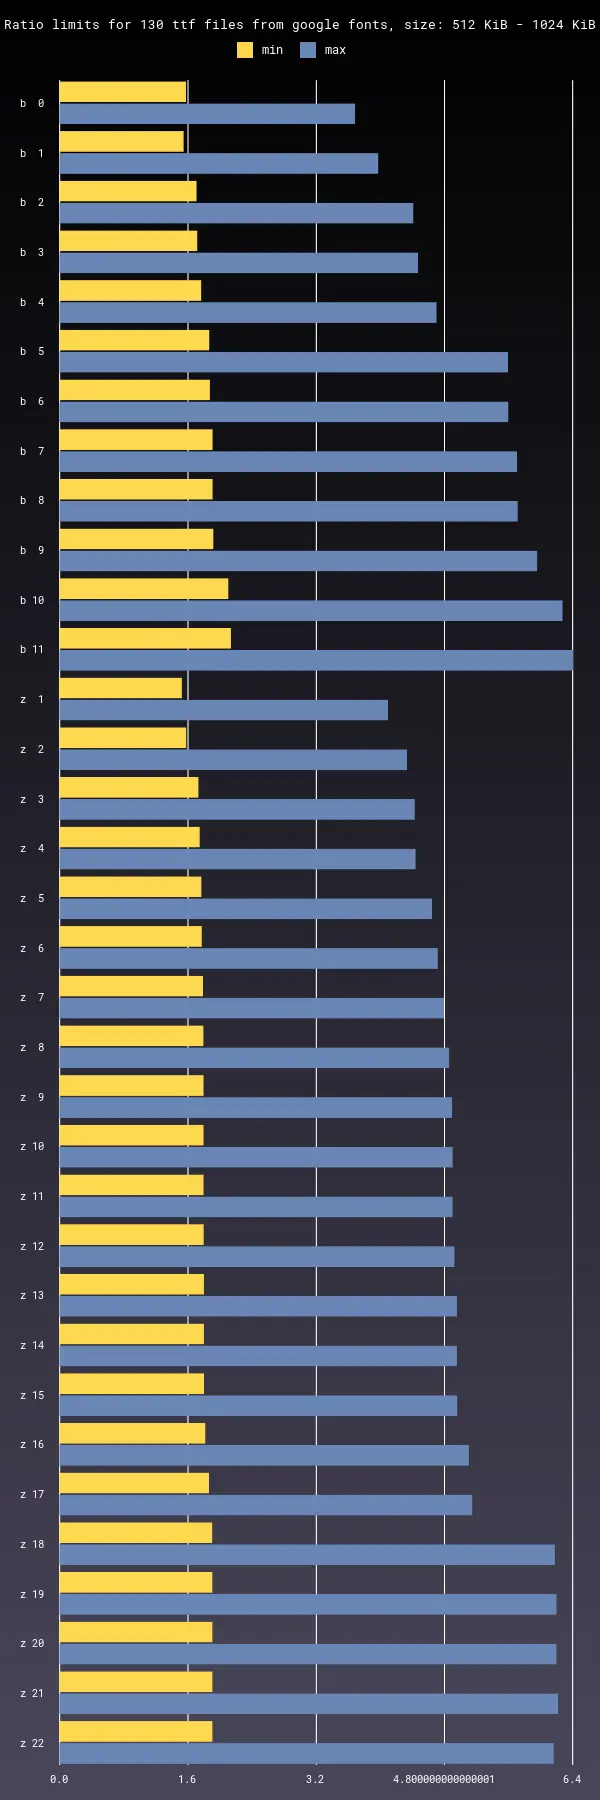 Ratio limits for 130 ttf files from google fonts, size: 512 KiB - 1024 KiB
min max
b 0
b 1
b 2
b 3
b 4
b 5
b 6
b 7
b 8
b 9
b 10
b 11
z 1
z 2
z 3
z 4
z 5
z 6
z 7
z 8
z 9
z 10
z 11
z 12
z 13
z 14
z 15
z 16
z 17
z 18
z 19
z 20
z 21
z 22
0.0 1.6 3.2 4.800000000000001 6.4